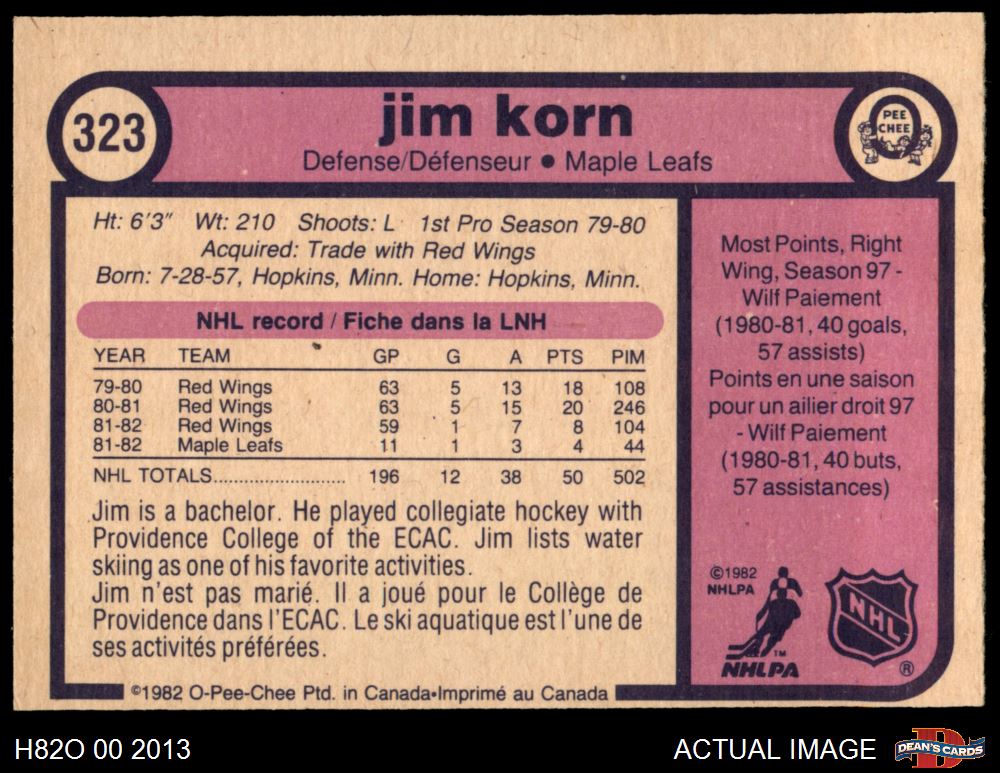 323
jim korn
Defense/Défenseur • Maple Leafs
PEE
CHEE
Ht: 6'3" Wt: 210 Shoots: L 1st Pro Season 79-80
Acquired: Trade with Red Wings
Born: 7-28-57, Hopkins, Minn. Home: Hopkins, Minn.
NHL record / Fiche dans la LNH
YEAR TEAM GP G A PTS PIM
79-80 Red Wings 63 5 13 18 108
80-81 Red Wings 63 5 15 20 246
81-82 Red Wings 59 1 7 8 104
81-82 Maple Leafs 11 1 3 4 44
NHL TOTALS.......................... 196 12 38 50 502
Jim is a bachelor. He played collegiate hockey with
Providence College of the ECAC. Jim lists water
skiing as one of his favorite activities.
Jim n'est pas marié. Il a joué pour le Collège de
Providence dans l'ECAC. Le ski aquatique est l'une de
ses activités préférées.
Most Points, Right
Wing, Season 97 -
Wilf Paiement
(1980-81, 40 goals,
57 assists)
Points en une saison
pour un ailier droit 97
- Wilf Paiement
(1980-81, 40 buts,
57 assistances)
©1982
NHLPA
TM
NHLPA
NHL
®
©1982 O-Pee-Chee Ptd. in Canada•Imprimé au Canada
H82O 00 2013
ACTUAL IMAGE
DEAN'S CARDS